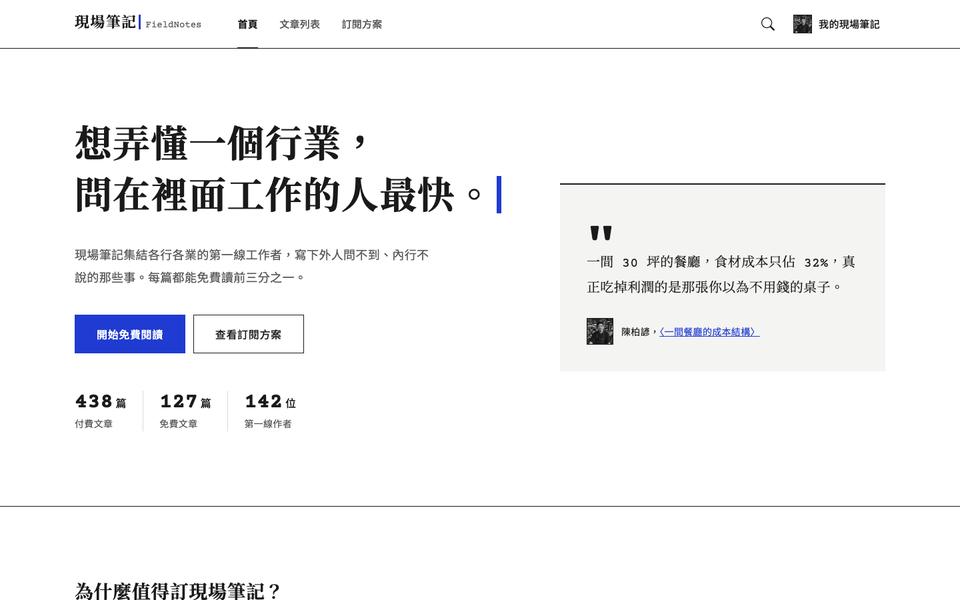 現場筆記 FieldNotes
首頁
文章列表
訂閱方案
我的現場筆記
想弄懂一個行業，
問在裡面工作的人最快。
現場筆記集結各行各業的第一線工作者，寫下外人問不到、內行不
說的那些事。每篇都能免費讀前三分之一。
開始免費閱讀
查看訂閱方案
438 篇
付費文章
127 篇
免費文章
142 位
第一線作者
"
一間 30 坪的餐廳，食材成本只佔 32%，真
正吃掉利潤的是那張你以為不用錢的桌子。
陳柏諺，〈一間餐廳的成本結構〉
為什麼值得訂現場筆記？